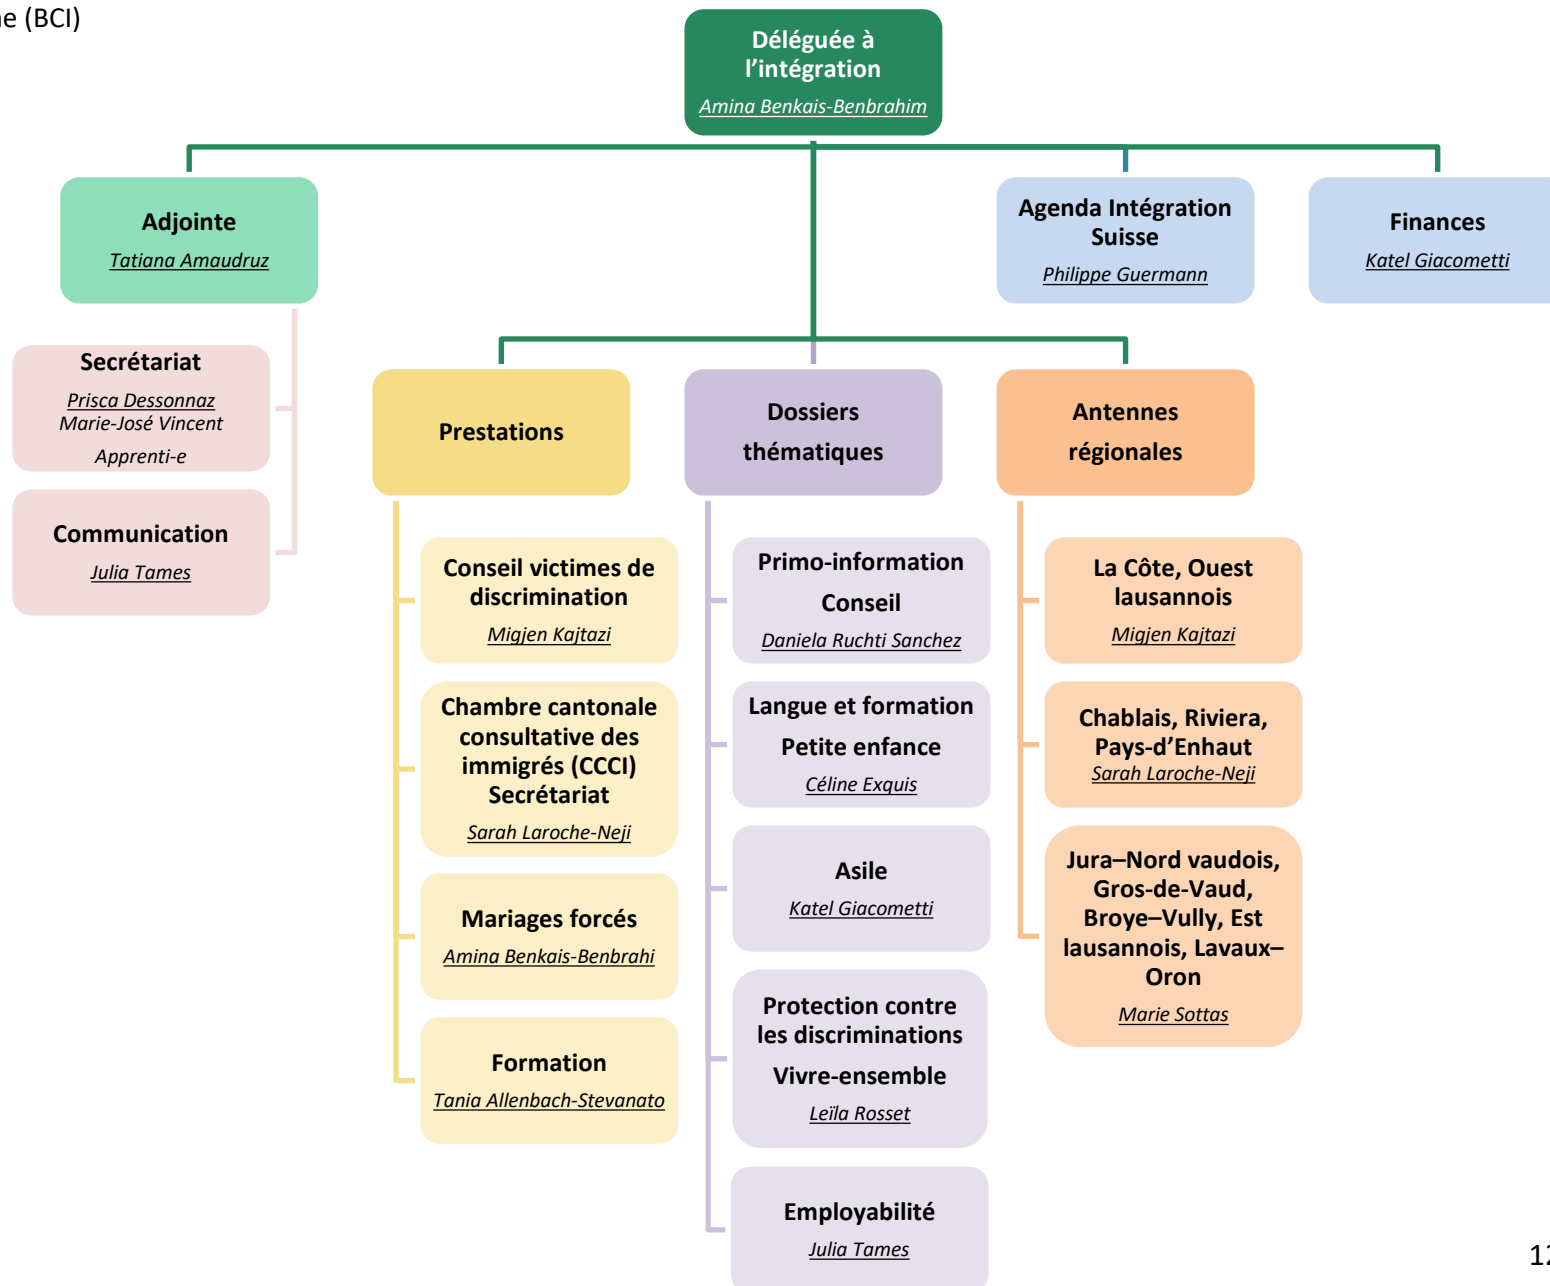 (BCI)
Déléguée à
l’intégration
Amina Benkais-Benbrahim
Adjointe
Tatiana Amaudruz
Agenda Intégration
Suisse
Philippe Guermann
Finances
Katel Giacometti
Secrétariat
Prisca Dessonnaz
Marie-José Vincent
Apprenti-e
Communication
Julia Tames
Prestations
Conseil victimes de
discrimination
Migjen Kajtazi
Chambre cantonale
consultative des
immigrés (CCCI)
Secrétariat
Sarah Laroche-Neji
Mariages forcés
Amina Benkais-Benbrahi
Formation
Tania Allenbach-Stevanato
Dossiers
thématiques
Primo-information
Conseil
Daniela Ruchti Sanchez
Langue et formation
Petite enfance
Céline Exquis
Asile
Katel Giacometti
Protection contre
les discriminations
Vivre-ensemble
Leïla Rosset
Employabilité
Julia Tames
Antennes
régionales
La Côte, Ouest
lausannois
Migjen Kajtazi
Chablais, Riviera,
Pays-d’Enhaut
Sarah Laroche-Neji
Jura–Nord vaudois,
Gros-de-Vaud,
Broye–Vully, Est
lausannois, Lavaux–
Oron
Marie Sottas